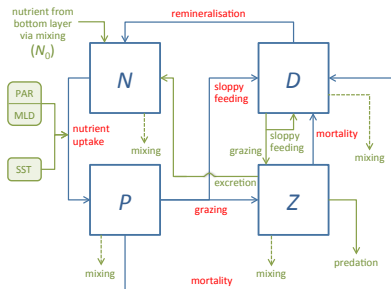 nutrient from
bottom layer
via mixing
(N0)
remineralisation
N
D
PAR
MLD
SST
nutrient
uptake
mixing
sloppy
feeding
sloppy
feeding
grazing
mortality
mixing
excretion
P
Z
grazing
mixing
mortality
mixing
predation